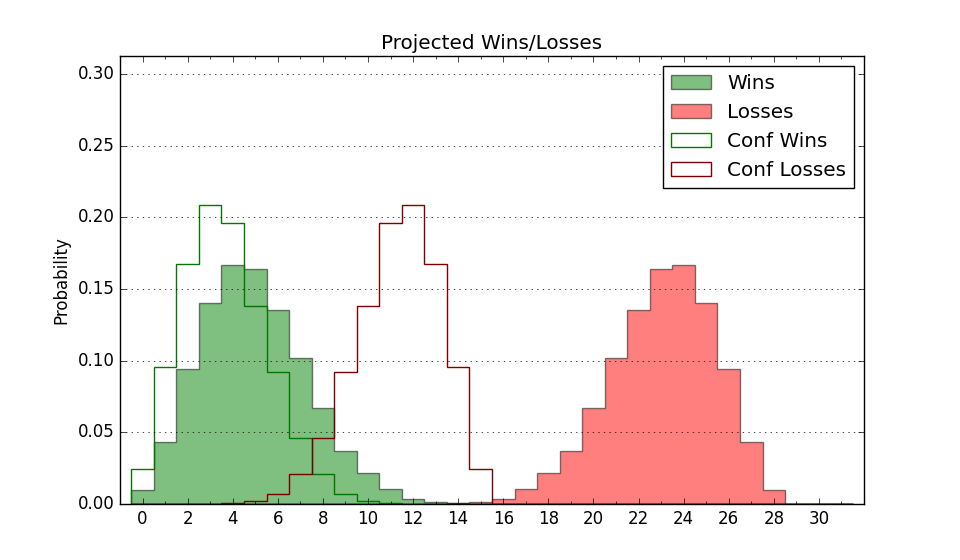 Projected Wins/Losses
Wins
Losses
Conf Wins
Conf Losses
Probability
0.30
0.25
0.20
0.15
0.10
0.05
0.00
0 2 4 6 8 10 12 14 16 18 20 22 24 26 28 30